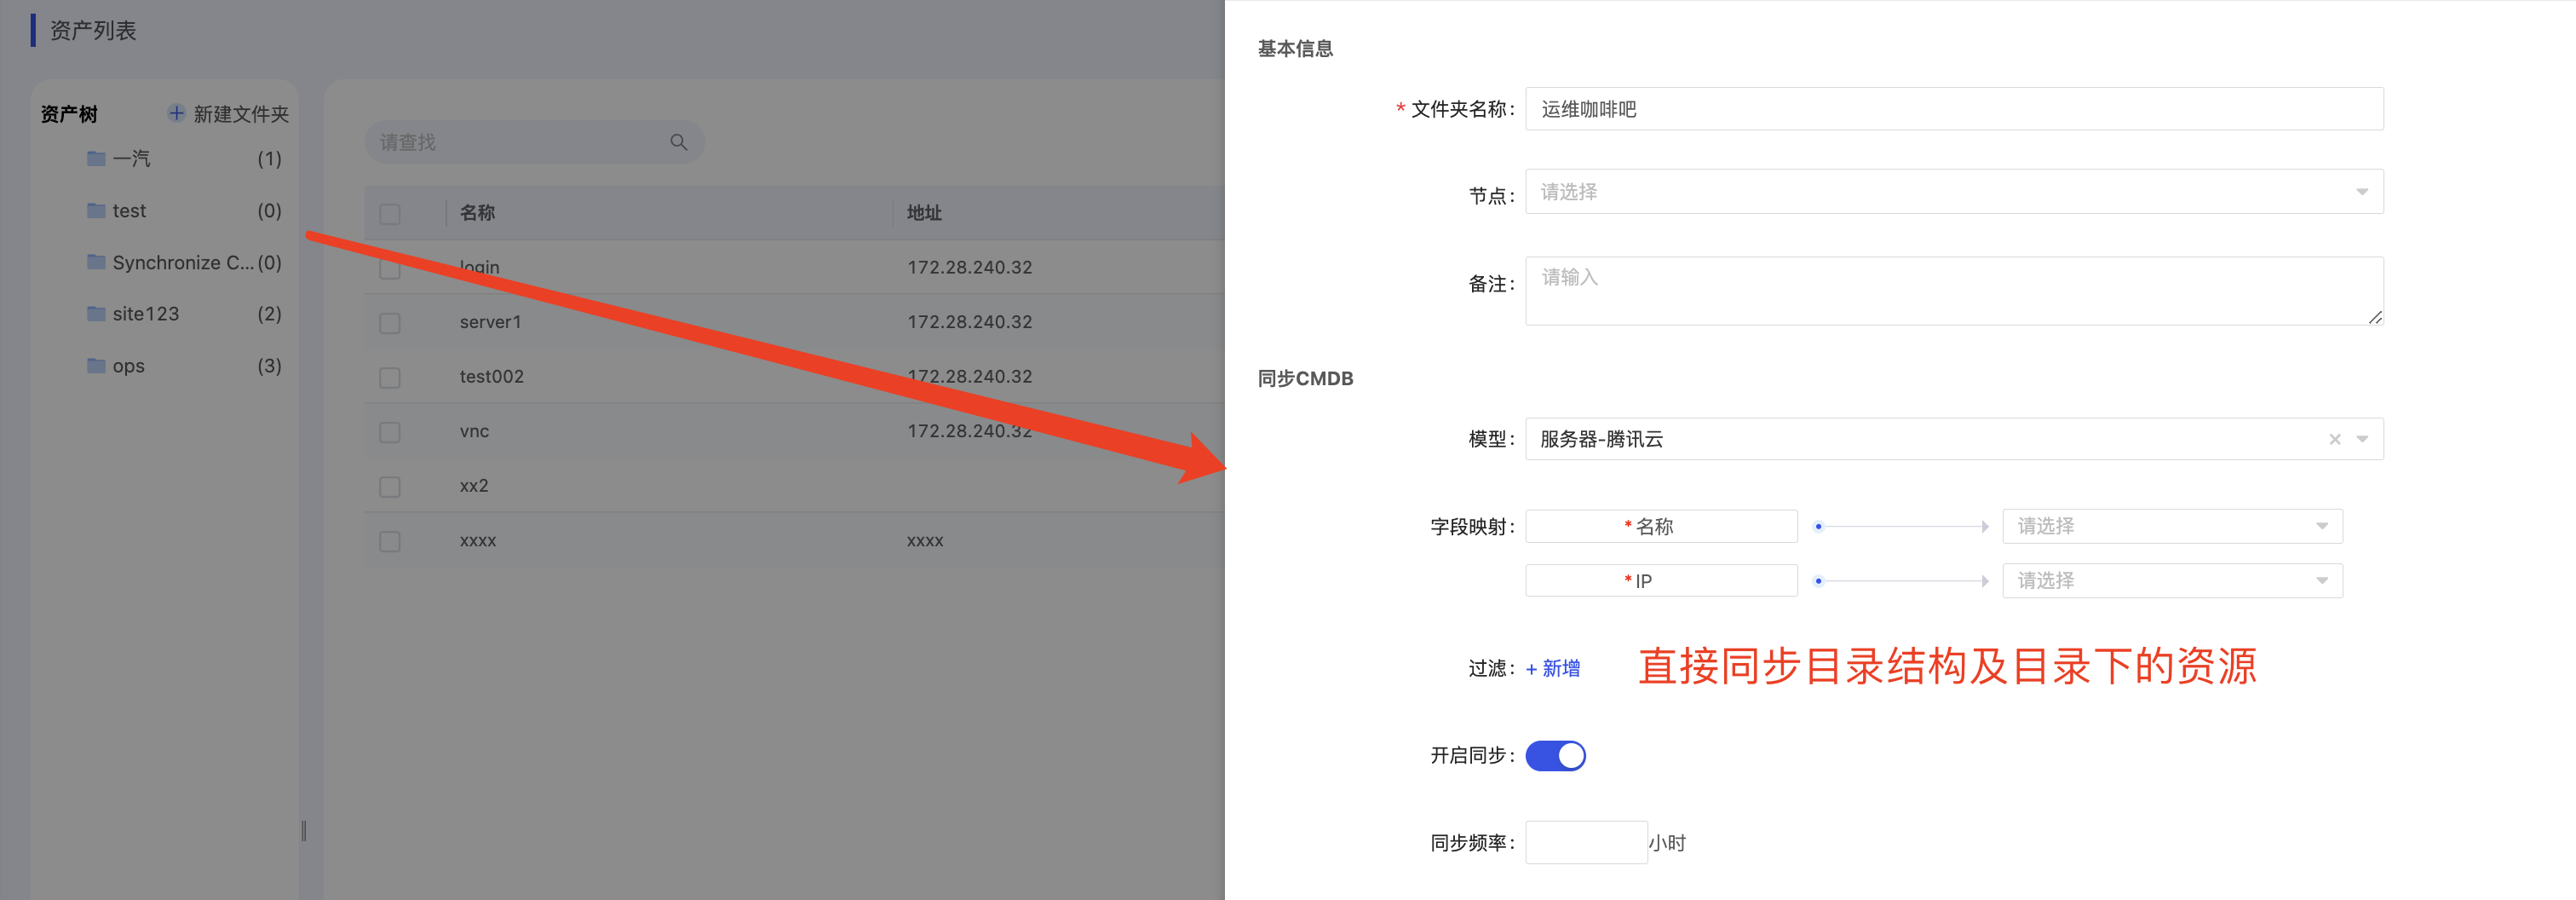 资产列表
资产树
+ 新建文件夹
一汽 (1)
test (0)
Synchronize C... (0)
site123 (2)
ops (3)
请查找
名称 地址
login 172.28.240.32
server1 172.28.240.32
test002 172.28.240.32
vnc 172.28.240.32
xx2
xxxx xxxx
基本信息
* 文件夹名称: 运维咖啡吧
节点: 请选择
备注: 请输入
同步CMDB
模型: 服务器-腾讯云
字段映射: *名称 请选择
*IP 请选择
过滤: + 新增
直接同步目录结构及目录下的资源
开启同步:
同步频率: 小时